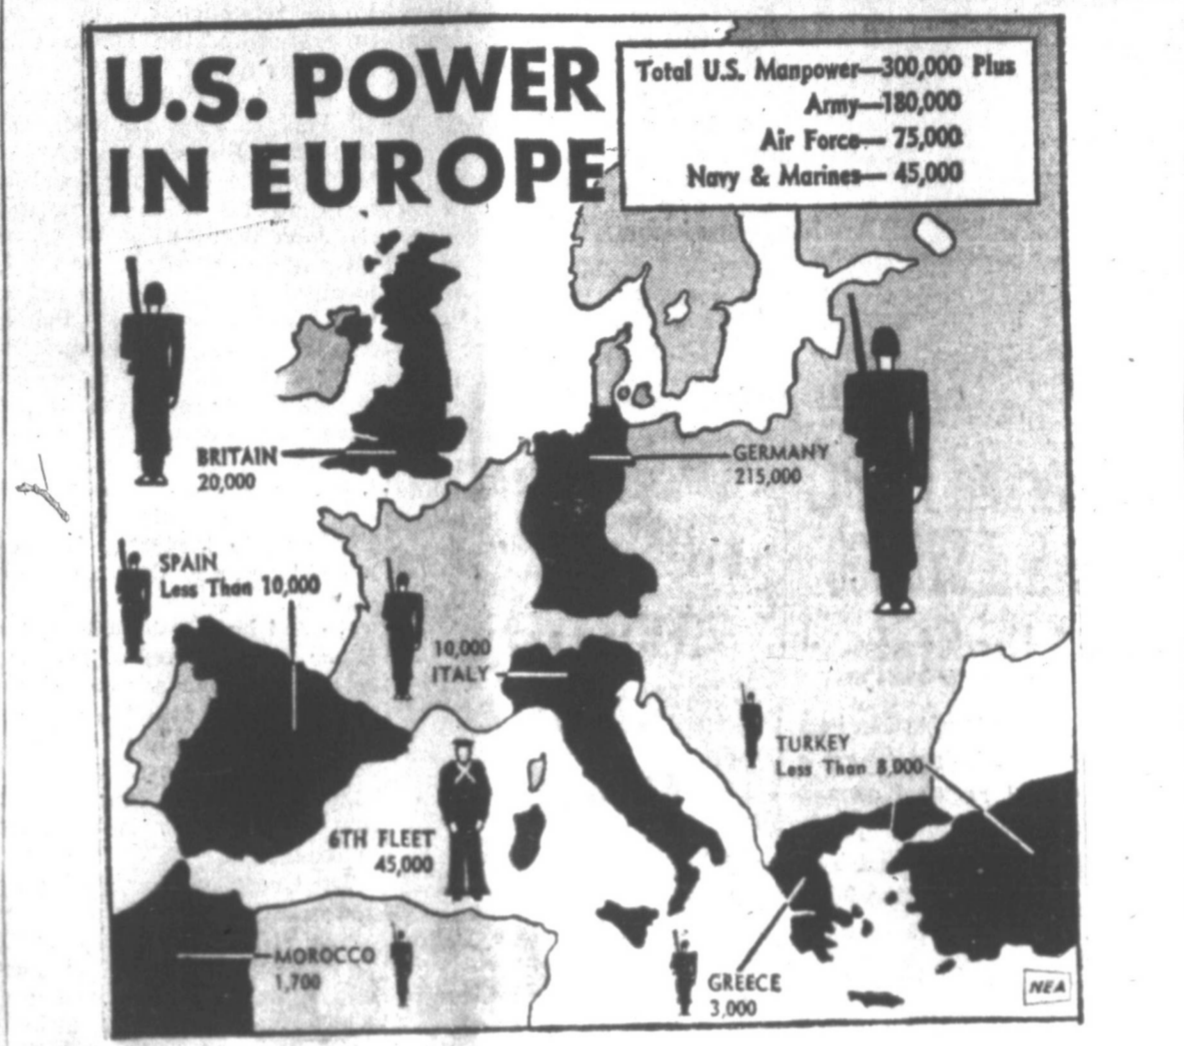 U.S. POWER
IN EUROPE
Total U.S. Manpower—300,000 Plus
Army—180,000
Air Force— 75,000
Navy & Marines— 45,000
BRITAIN
20,000
GERMANY
215,000
SPAIN
Less Than 10,000
10,000
ITALY
TURKEY
Less Than 8,000
6TH FLEET
45,000
MOROCCO
1,700
GREECE
3,000
NEA